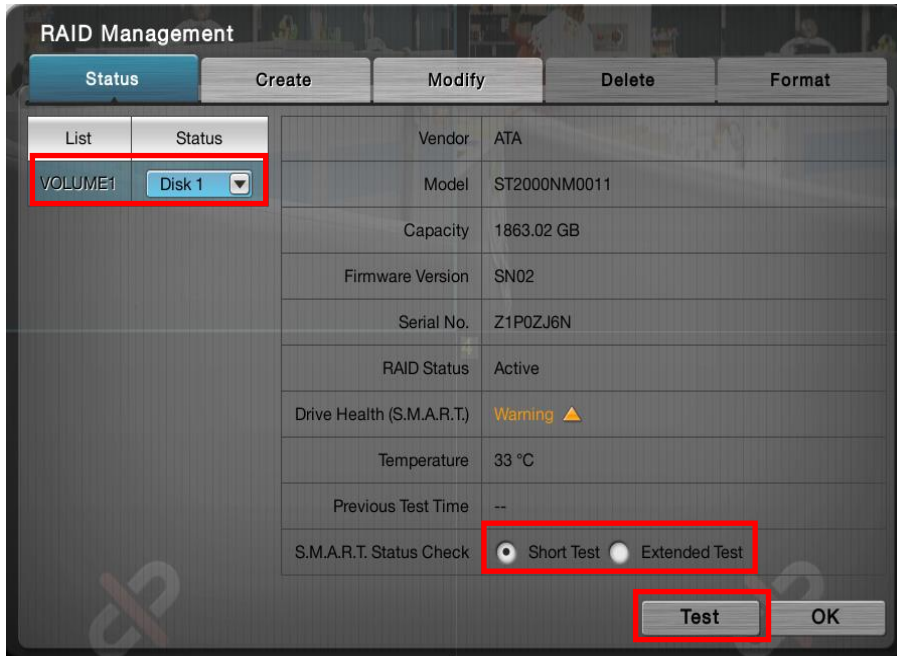 RAID Management
Status Create Modify Delete Format
List Status
VOLUME1 Disk 1
Vendor ATA
Model ST2000NM0011
Capacity 1863.02 GB
Firmware Version SN02
Serial No. Z1P0ZJ6N
RAID Status Active
Drive Health (S.M.A.R.T.) Warning
Temperature 33 °C
Previous Test Time --
S.M.A.R.T. Status Check Short Test Extended Test
Test OK